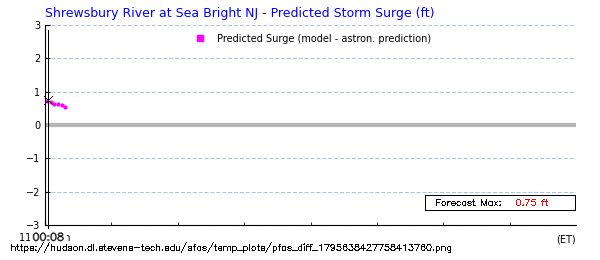 Shrewsbury River at Sea Bright NJ - Predicted Storm Surge (ft)
3
Predicted Surge (model - astron. prediction)
2
1
0
−1
−2
Forecast Max: 0.75 ft
−3
(ET)
https://hudson.dl.stevens-tech.edu/sfas/temp_plots/pfas_diff_1795638427758413760.png